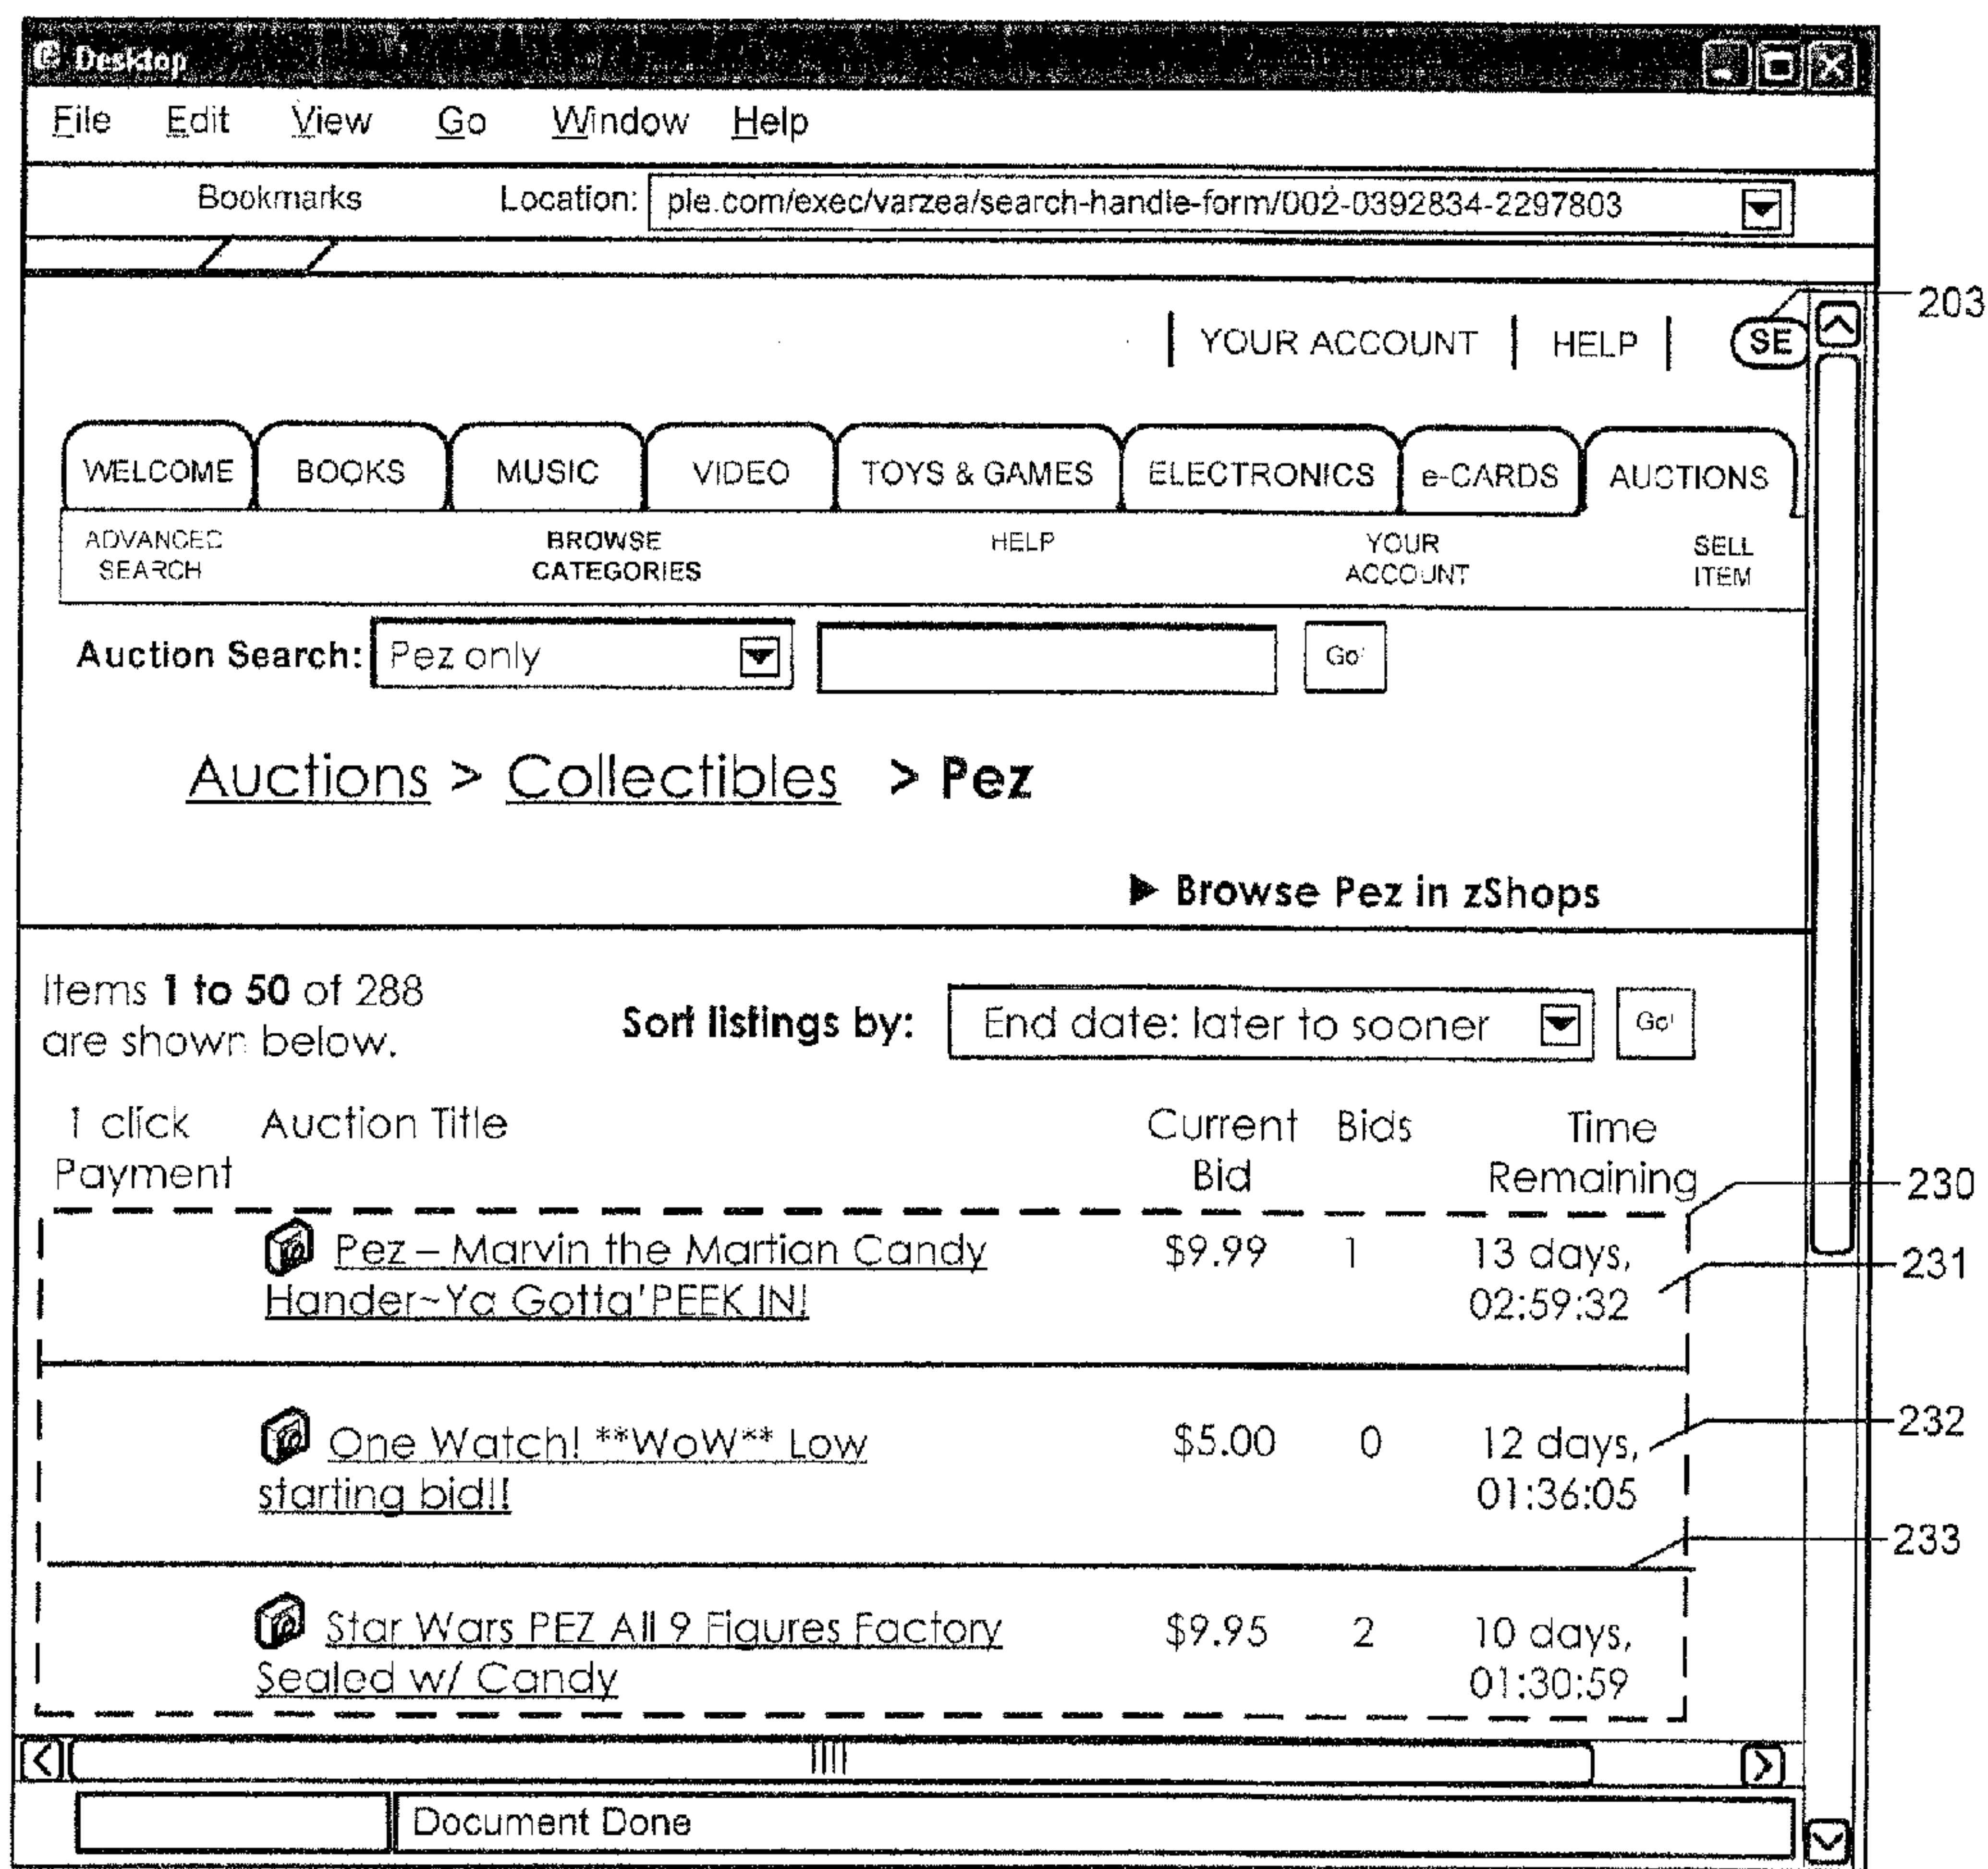 Desktop
File Edit View Go Window Help
Bookmarks Location: ple.com/exec/varzea/search-handle-form/002-0392834-2297803
203
YOUR ACCOUNT | HELP | SE
WELCOME BOOKS MUSIC VIDEO TOYS & GAMES ELECTRONICS e-CARDS AUCTIONS
ADVANCED SEARCH BROWSE CATEGORIES HELP YOUR ACCOUNT SELL ITEM
Auction Search: Pez only Go!
Auctions > Collectibles > Pez
▶ Browse Pez in zShops
Items 1 to 50 of 288
are shown below.
Sort listings by: End date: later to sooner Go!
1 click Payment Auction Title Current Bid Bids Time Remaining
230
Pez – Marvin the Martian Candy $9.99 1 13 days,
231
Hander~Ya Gotta'PEEK IN! 02:59:32
232
One Watch! **WoW** Low $5.00 0 12 days,
starting bid!! 01:36:05
233
Star Wars PEZ All 9 Figures Factory $9.95 2 10 days,
Sealed w/ Candy 01:30:59
Document Done